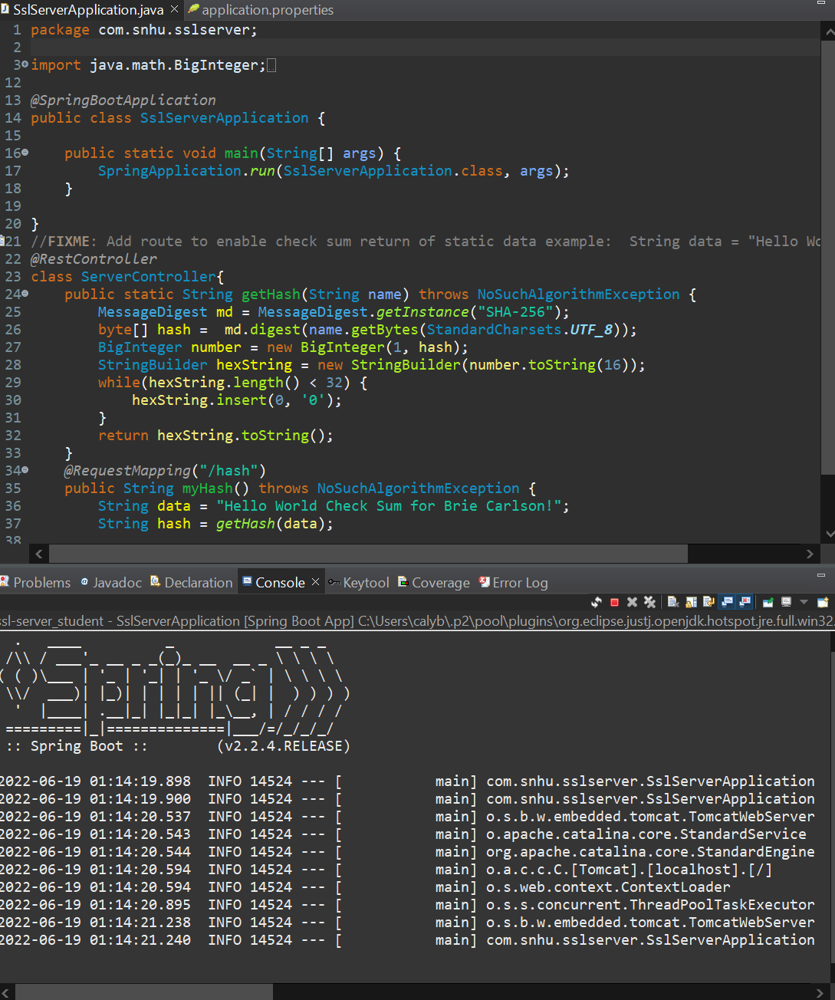 SslServerApplication.java application.properties
1 package com.snhu.sslserver;
2
3 import java.math.BigInteger;
12
13 @SpringBootApplication
14 public class SslServerApplication {
15
16     public static void main(String[] args) {
17         SpringApplication.run(SslServerApplication.class, args);
18     }
19
20 }
21 //FIXME: Add route to enable check sum return of static data example:  String data = "Hello Wo
22 @RestController
23 class ServerController{
24     public static String getHash(String name) throws NoSuchAlgorithmException {
25         MessageDigest md = MessageDigest.getInstance("SHA-256");
26         byte[] hash =  md.digest(name.getBytes(StandardCharsets.UTF_8));
27         BigInteger number = new BigInteger(1, hash);
28         StringBuilder hexString = new StringBuilder(number.toString(16));
29         while(hexString.length() < 32) {
30             hexString.insert(0, '0');
31         }
32         return hexString.toString();
33     }
34     @RequestMapping("/hash")
35     public String myHash() throws NoSuchAlgorithmException {
36         String data = "Hello World Check Sum for Brie Carlson!";
37         String hash = getHash(data);
38
Problems Javadoc Declaration Console Keytool Coverage Error Log
ssl-server_student - SslServerApplication [Spring Boot App] C:\Users\calyb\.p2\pool\plugins\org.eclipse.justj.openjdk.hotspot.jre.full.win32.
  .   ____          _            __ _ _
 /\\ / ___'_ __ _ _(_)_ __  __ _ \ \ \ \
( ( )\___ | '_ | '_| | '_ \/ _` | \ \ \ \
 \\/  ___)| |_)| | | | | || (_| |  ) ) ) )
  '  |____| .__|_| |_|_| |_\__, | / / / /
 =========|_|==============|___/=/_/_/_/
 :: Spring Boot ::        (v2.2.4.RELEASE)
2022-06-19 01:14:19.898  INFO 14524 --- [           main] com.snhu.sslserver.SslServerApplication
2022-06-19 01:14:19.900  INFO 14524 --- [           main] com.snhu.sslserver.SslServerApplication
2022-06-19 01:14:20.537  INFO 14524 --- [           main] o.s.b.w.embedded.tomcat.TomcatWebServer
2022-06-19 01:14:20.543  INFO 14524 --- [           main] o.apache.catalina.core.StandardService
2022-06-19 01:14:20.544  INFO 14524 --- [           main] org.apache.catalina.core.StandardEngine
2022-06-19 01:14:20.594  INFO 14524 --- [           main] o.a.c.c.C.[Tomcat].[localhost].[/]
2022-06-19 01:14:20.594  INFO 14524 --- [           main] o.s.web.context.ContextLoader
2022-06-19 01:14:20.895  INFO 14524 --- [           main] o.s.s.concurrent.ThreadPoolTaskExecutor
2022-06-19 01:14:21.238  INFO 14524 --- [           main] o.s.b.w.embedded.tomcat.TomcatWebServer
2022-06-19 01:14:21.240  INFO 14524 --- [           main] com.snhu.sslserver.SslServerApplication